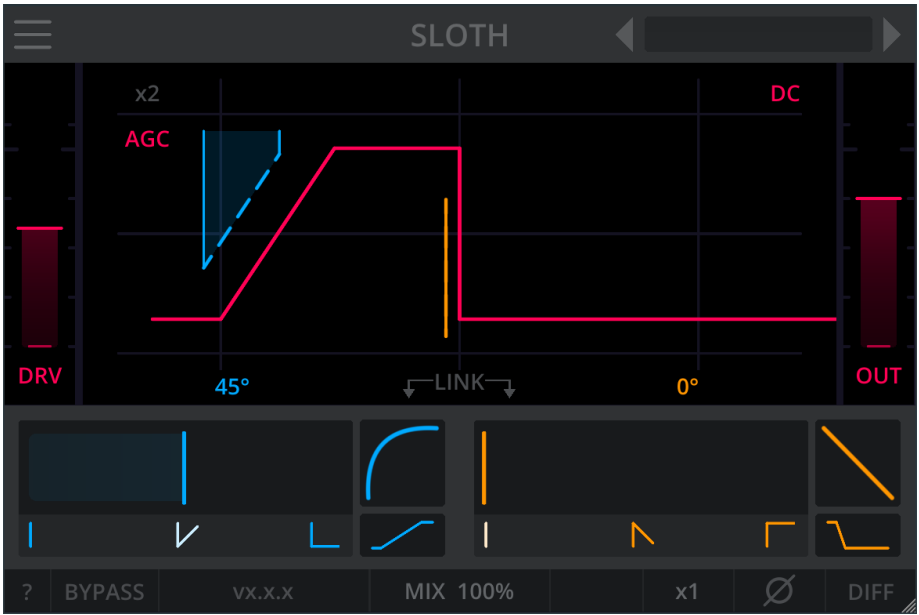 SLOTH
x2
DC
AGC
DRV
OUT
45°
LINK
0°
?
BYPASS
vx.x.x
MIX 100%
x1
DIFF